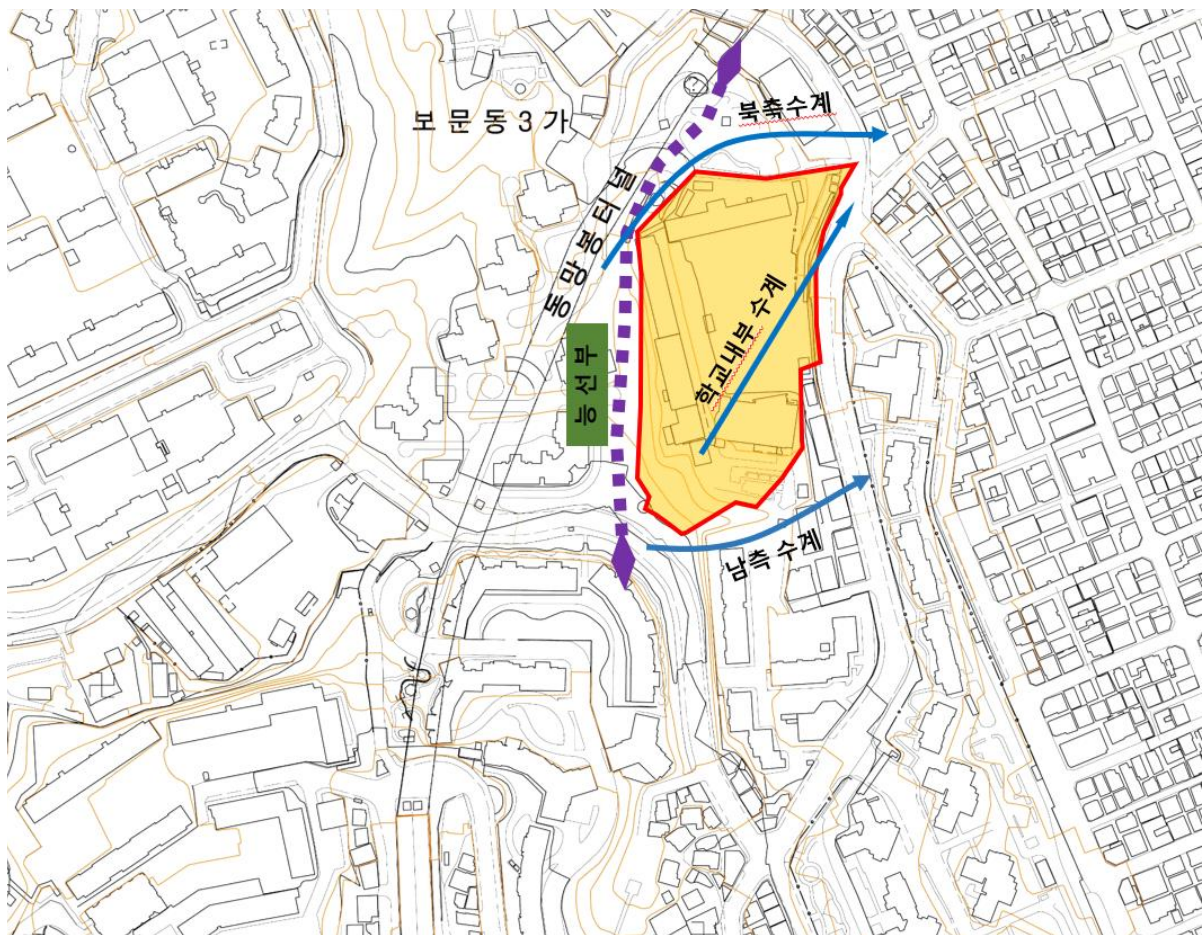 보문동3가
북측수계
동망봉터널
능선부
학교내부 수계
남측 수계